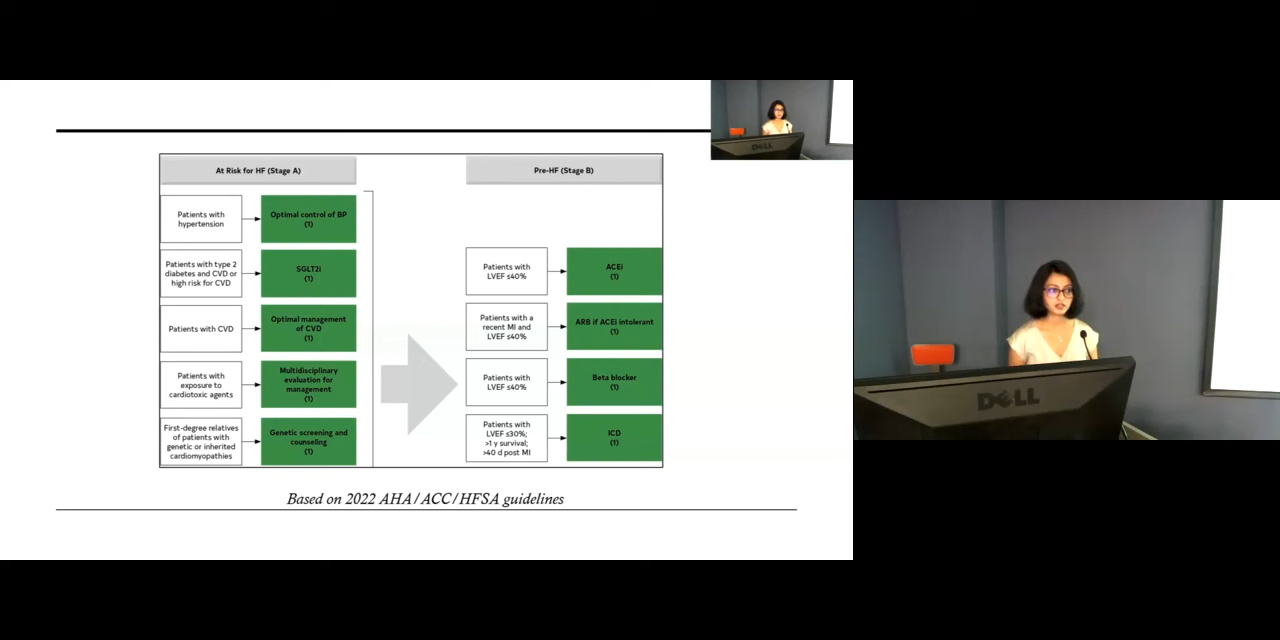 At Risk for HF (Stage A)
Pre-HF (Stage B)
Patients with
hypertension
Optimal control of BP
(1)
Patients with type 2
diabetes and CVD or
high risk for CVD
SGLT2i
(1)
Patients with CVD
Optimal management
of CVD
(1)
Patients with
exposure to
cardiotoxic agents
Multidisciplinary
evaluation for
management
(1)
First-degree relatives
of patients with
genetic or inherited
cardiomyopathies
Genetic screening and
counseling
(1)
Patients with
LVEF ≤40%
ACEi
(1)
Patients with a
recent MI and
LVEF ≤40%
ARB if ACEi intolerant
(1)
Patients with
LVEF ≤40%
Beta blocker
(1)
Patients with
LVEF ≤30%;
>1 y survival;
>40 d post MI
ICD
(1)
Based on 2022 AHA/ACC/HFSA guidelines
DELL
DELL